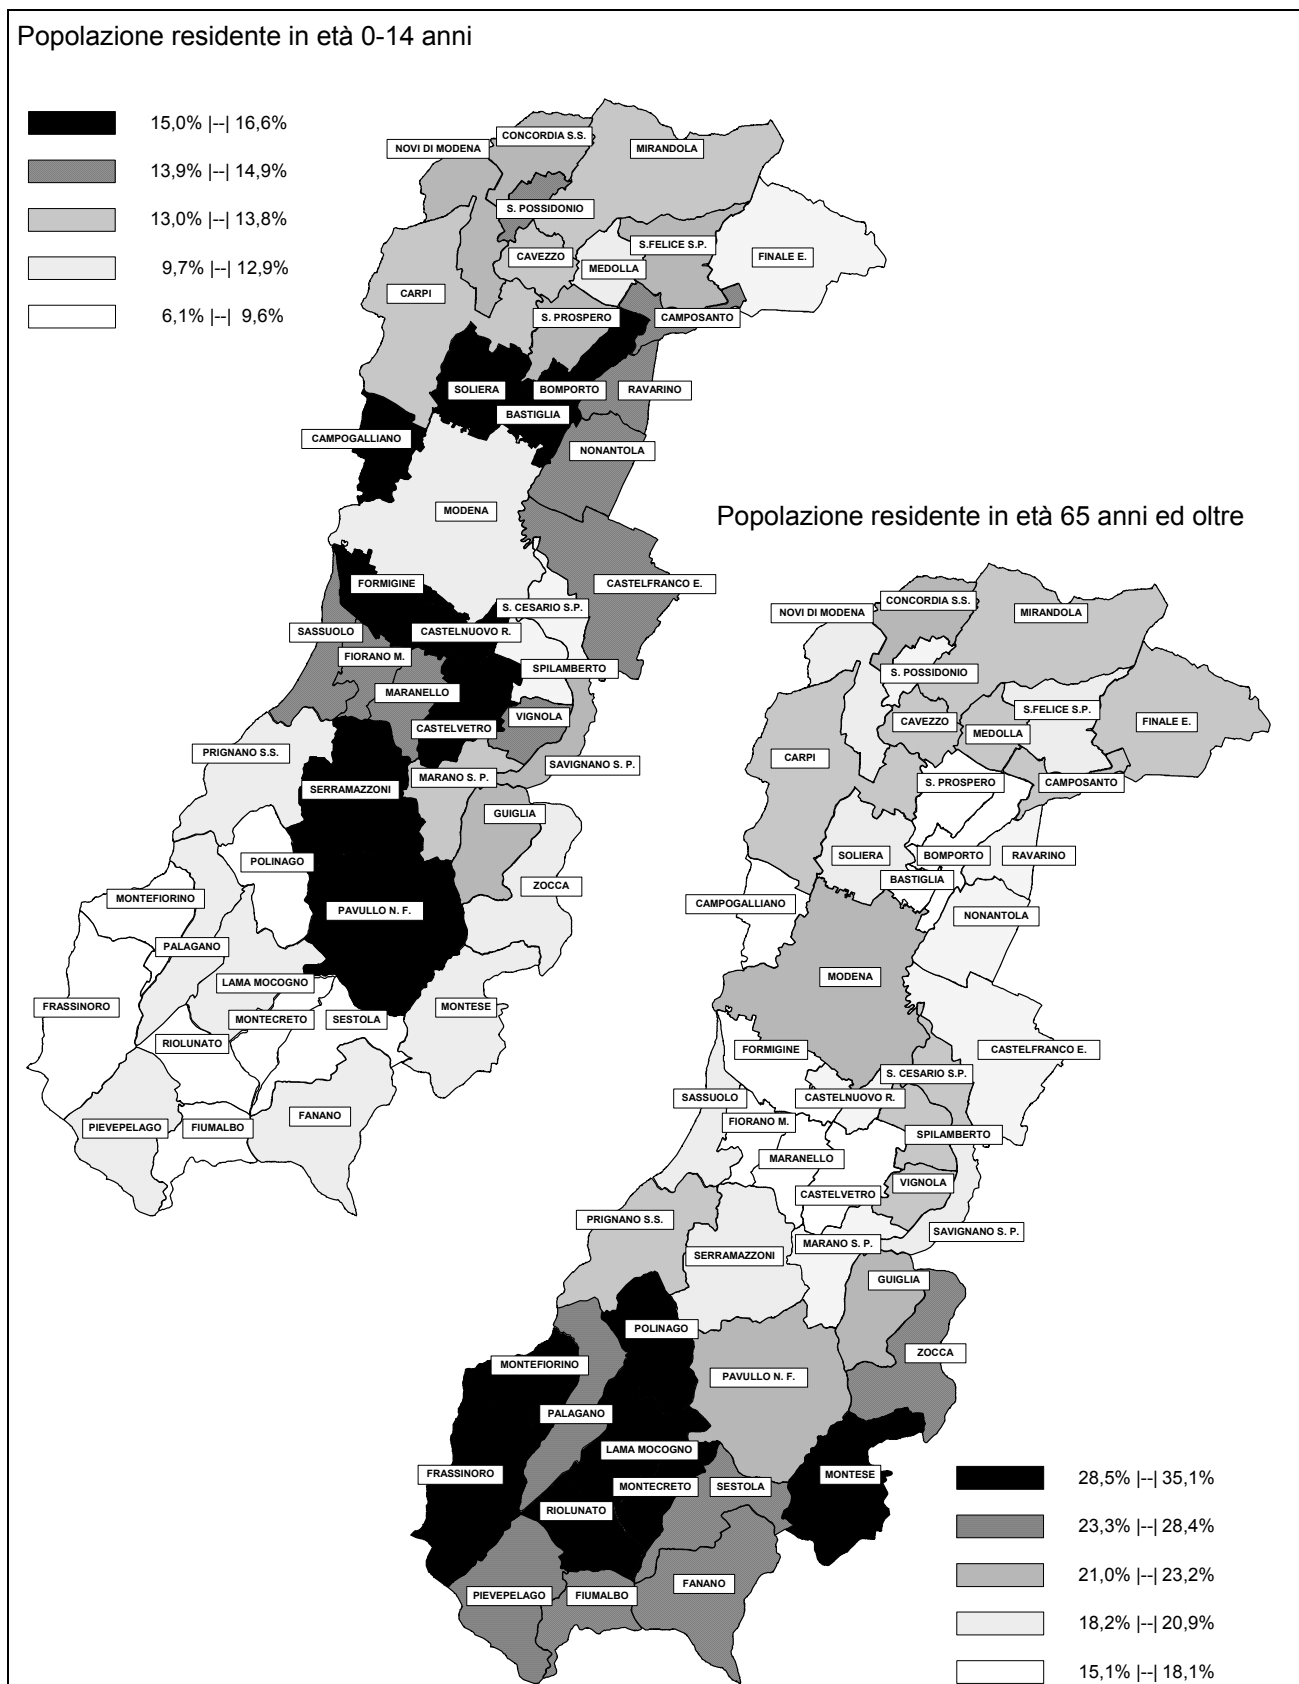 Popolazione residente in età 0-14 anni
15,0% |--| 16,6%
13,9% |--| 14,9%
13,0% |--| 13,8%
9,7% |--| 12,9%
6,1% |--| 9,6%
CONCORDIA S.S.
NOVI DI MODENA
MIRANDOLA
S. POSSIDONIO
S.FELICE S.P.
CAVEZZO
FINALE E.
MEDOLLA
CARPI
S. PROSPERO
CAMPOSANTO
SOLIERA
BOMPORTO
RAVARINO
BASTIGLIA
CAMPOGALLIANO
NONANTOLA
MODENA
FORMIGINE
CASTELFRANCO E.
S. CESARIO S.P.
SASSUOLO
CASTELNUOVO R.
FIORANO M.
SPILAMBERTO
MARANELLO
VIGNOLA
CASTELVETRO
PRIGNANO S.S.
SAVIGNANO S. P.
MARANO S. P.
SERRAMAZZONI
GUIGLIA
POLINAGO
ZOCCA
MONTEFIORINO
PAVULLO N. F.
PALAGANO
LAMA MOCOGNO
FRASSINORO
MONTESE
MONTECRETO
SESTOLA
RIOLUNATO
FANANO
PIEVEPELAGO
FIUMALBO
Popolazione residente in età 65 anni ed oltre
CONCORDIA S.S.
NOVI DI MODENA
MIRANDOLA
S. POSSIDONIO
S.FELICE S.P.
CAVEZZO
FINALE E.
MEDOLLA
CARPI
S. PROSPERO
CAMPOSANTO
SOLIERA
BOMPORTO
RAVARINO
BASTIGLIA
CAMPOGALLIANO
NONANTOLA
MODENA
FORMIGINE
CASTELFRANCO E.
S. CESARIO S.P.
SASSUOLO
CASTELNUOVO R.
FIORANO M.
SPILAMBERTO
MARANELLO
VIGNOLA
CASTELVETRO
PRIGNANO S.S.
SAVIGNANO S. P.
MARANO S. P.
SERRAMAZZONI
GUIGLIA
POLINAGO
ZOCCA
MONTEFIORINO
PAVULLO N. F.
PALAGANO
LAMA MOCOGNO
FRASSINORO
MONTESE
MONTECRETO
SESTOLA
RIOLUNATO
FANANO
PIEVEPELAGO
FIUMALBO
28,5% |--| 35,1%
23,3% |--| 28,4%
21,0% |--| 23,2%
18,2% |--| 20,9%
15,1% |--| 18,1%